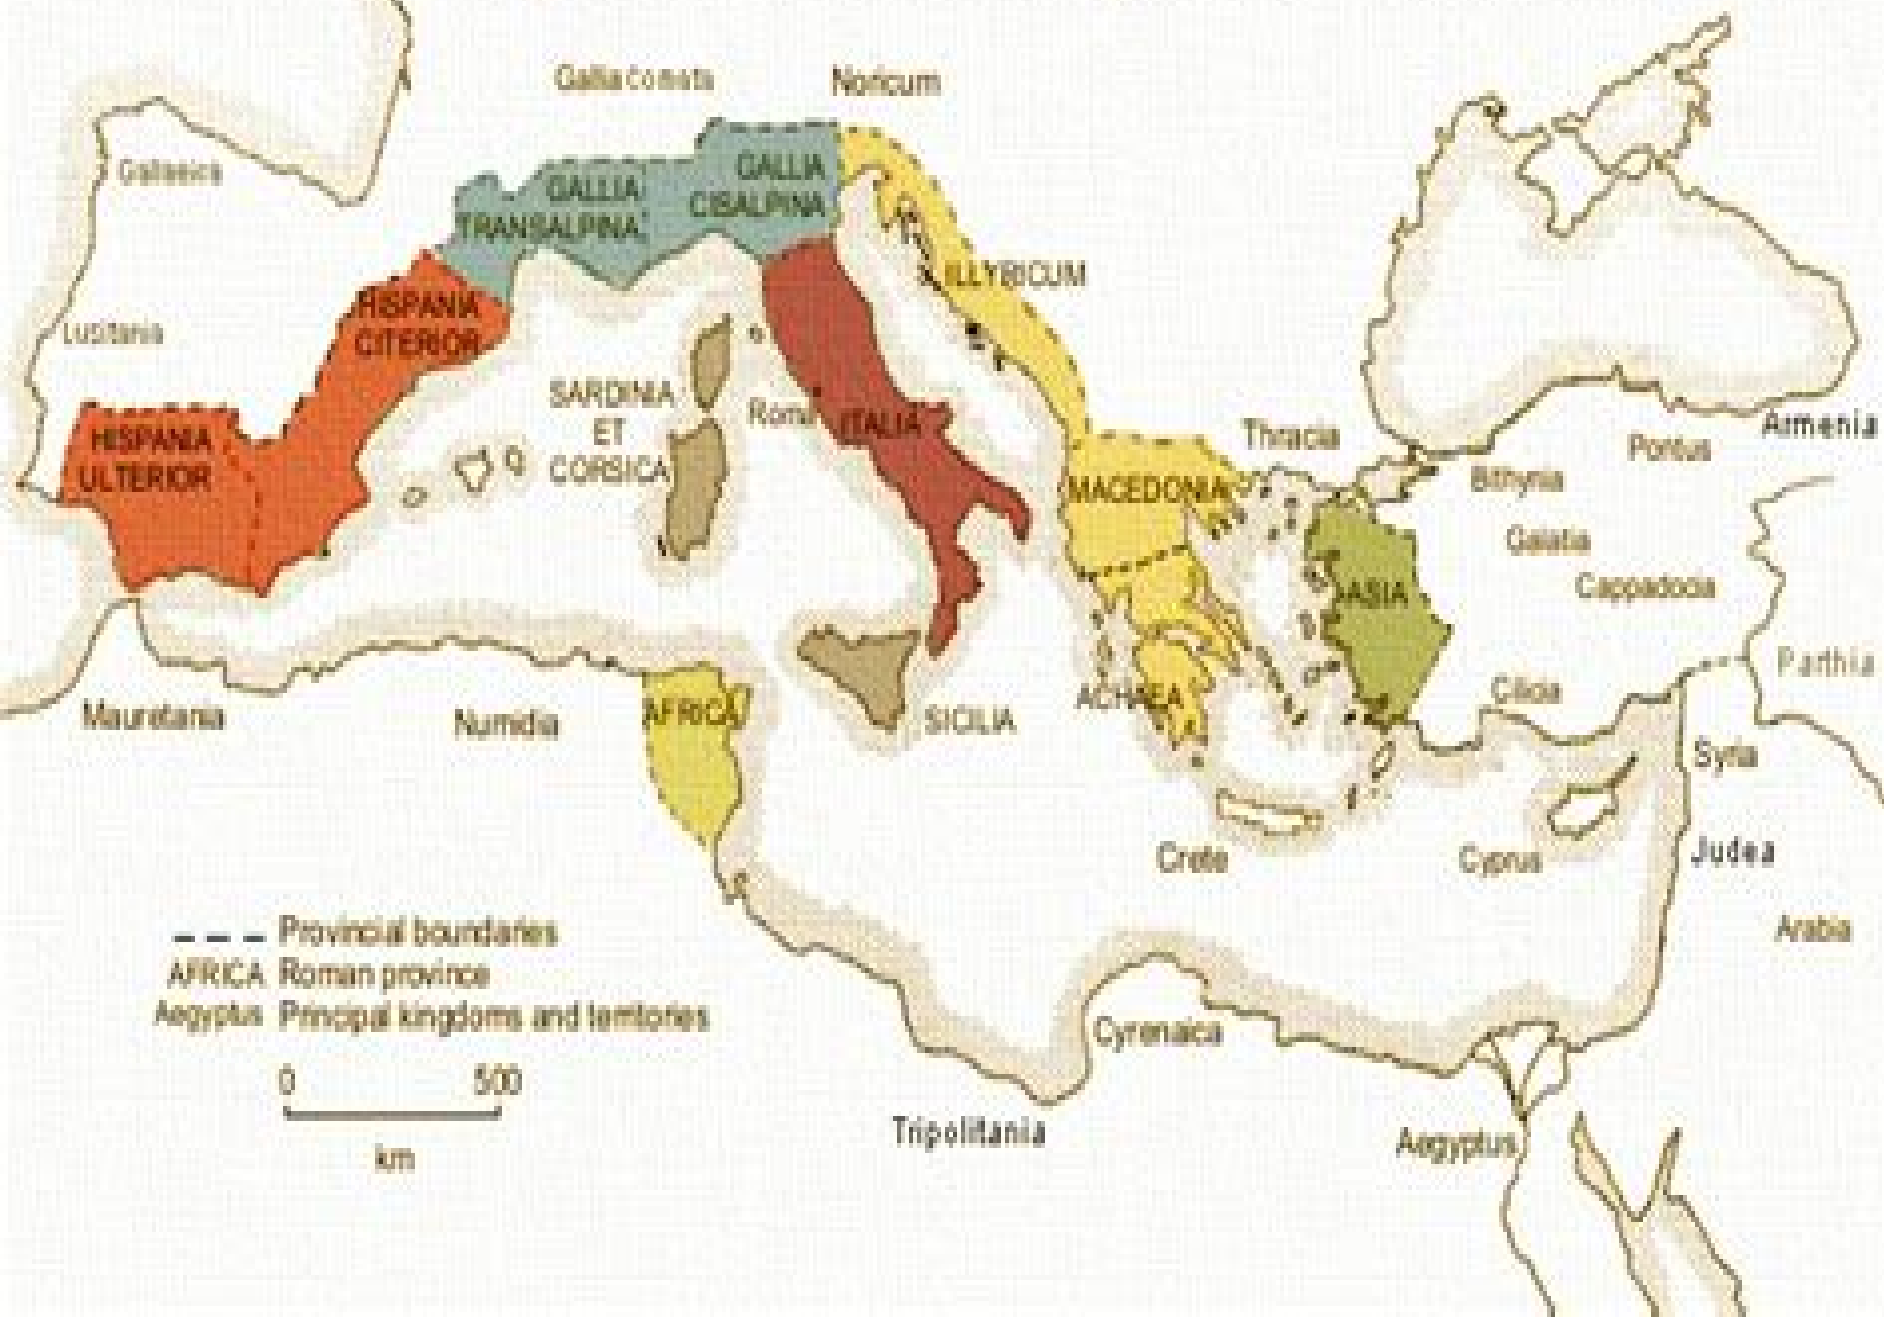 Gallia Comata
Noricum
Gallaeica
GALLIA
TRANSALPINA
GALLIA
CISALPINA
HISPANIA
CITERIOR
ILLYRICUM
Lusitania
SARDINIA
ET
CORSICA
Roma
ITALIA
HISPANIA
ULTERIOR
MACEDONIA
Thracia
Armenia
Pontus
Bithynia
Galatia
Cappadocia
ASIA
Parthia
Cilicia
ACHAEA
SICILIA
AFRICA
Mauretania
Numidia
Syria
Crete
Cyprus
Judea
Arabia
Provincial boundaries
AFRICA Roman province
Aegyptus Principal kingdoms and territories
0 500
km
Cyrenaica
Tripolitania
Aegyptus